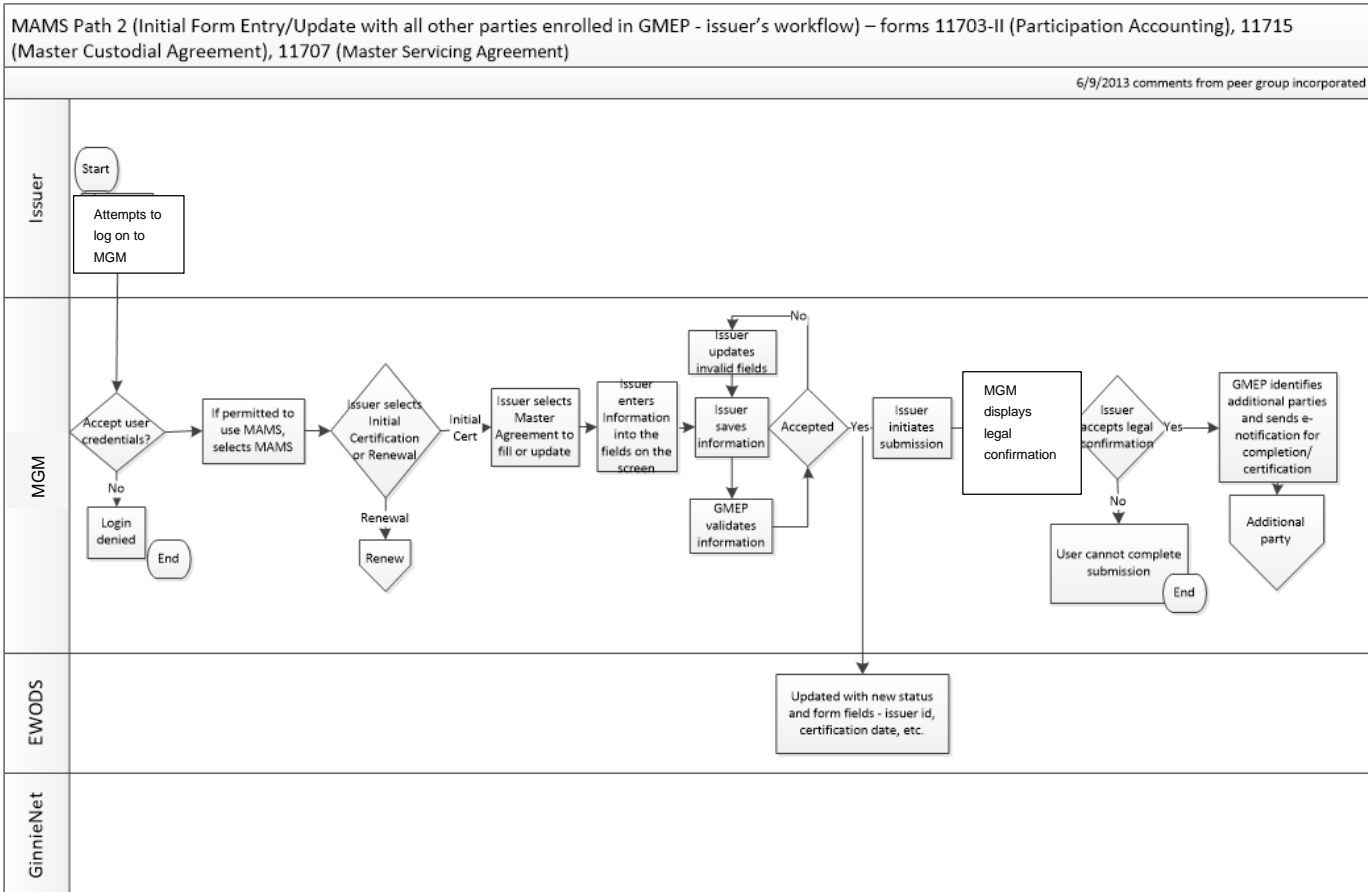 MAMS Path 2 (Initial Form Entry/Update with all other parties enrolled in GMEP - issuer's workflow) – forms 11703-II (Participation Accounting), 11715
(Master Custodial Agreement), 11707 (Master Servicing Agreement)
6/9/2013 comments from peer group incorporated
Issuer
Start
Attempts to
log on to
MGM
MGM
Accept user
credentials?
No
Login
denied
End
If permitted to
use MAMS,
selects MAMS
Issuer selects
Initial
Certification
or Renewal
Initial
Cert
Renewal
Renew
Issuer selects
Master
Agreement to
fill or update
Issuer
enters
Information
into the
fields on the
screen
Issuer
updates
invalid fields
Issuer
saves
information
GMEP
validates
information
No
Accepted
Yes
Issuer
initiates
submission
MGM
displays
legal
confirmation
Issuer
accepts legal
confirmation
Yes
No
User cannot complete
submission
End
GMEP identifies
additional parties
and sends e-
notification for
completion/
certification
Additional
party
EWODS
Updated with new status
and form fields - issuer id,
certification date, etc.
GinnieNet